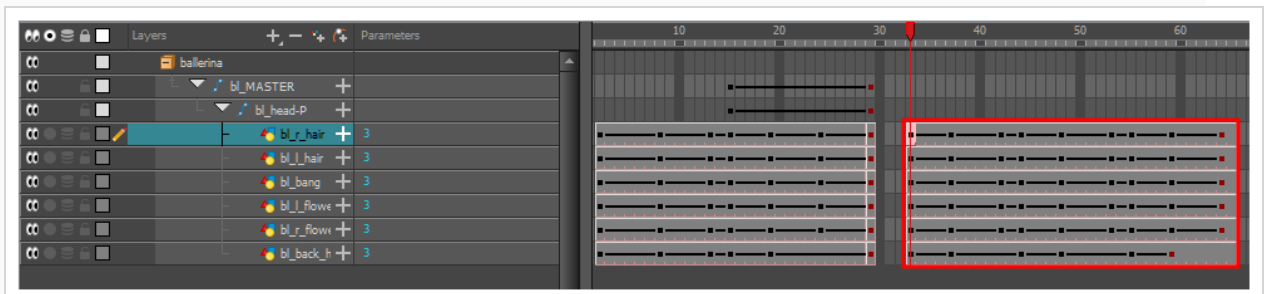 Layers Parameters 10 20 30 40 50 60
ballerina
bl_MASTER
bl_head-P
bl_r_hair 3
bl_l_hair 3
bl_bang 3
bl_l_flowe 3
bl_r_flowe 3
bl_back_h 3